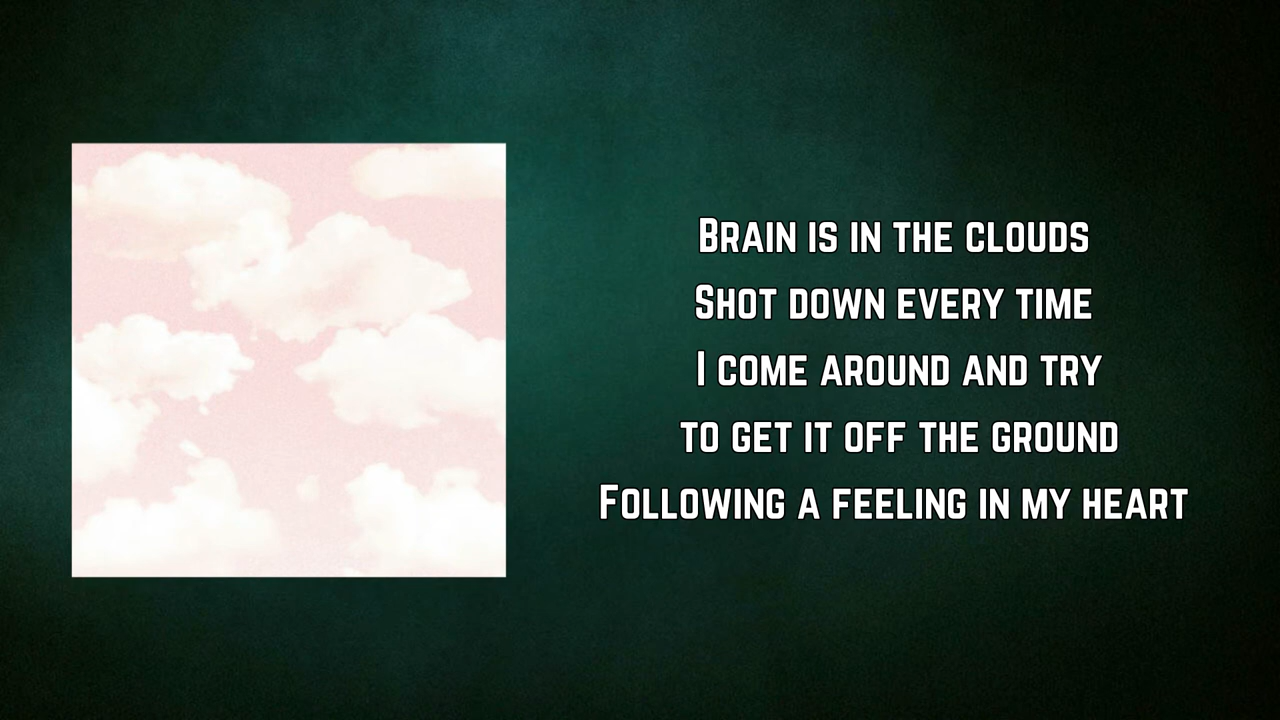 Brain is in the clouds
Shot down every time
I come around and try
to get it off the ground
Following a feeling in my heart